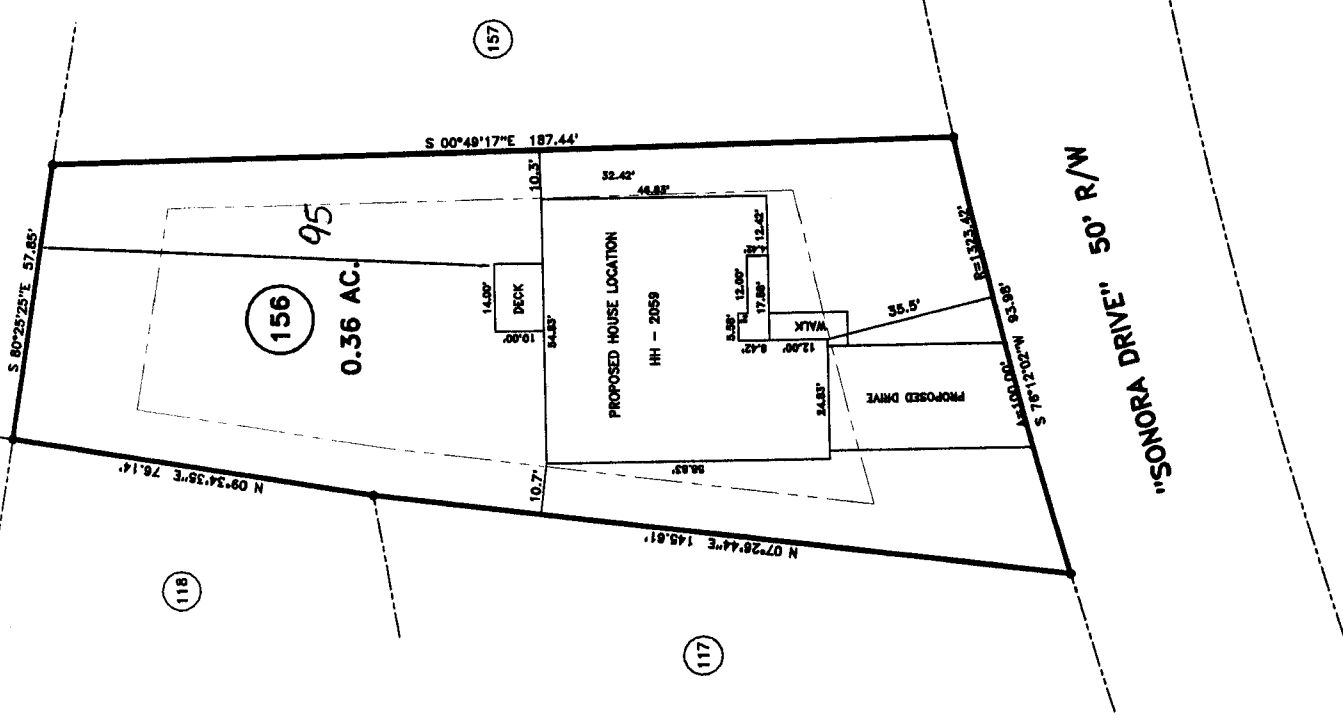 157
S 00°49'17"E 187.44'
S 80°25'25"E 57.85'
95
156
0.36 AC.
10.3'
32.42'
46.83'
14.00'
DECK
10.00'
54.83'
PROPOSED HOUSE LOCATION
HH - 2059
12.42'
12.00'
17.88'
5.58'
8.42'
12.00'
WALK
35.5'
R=1323.42'
24.83'
PROPOSED DRIVE
A=100.00'
S 76°12'02"W 93.98'
"SONORA DRIVE" 50' R/W
58.83'
10.7'
N 09°34'35"E 76.14'
N 07°26'44"E 145.61'
118
117